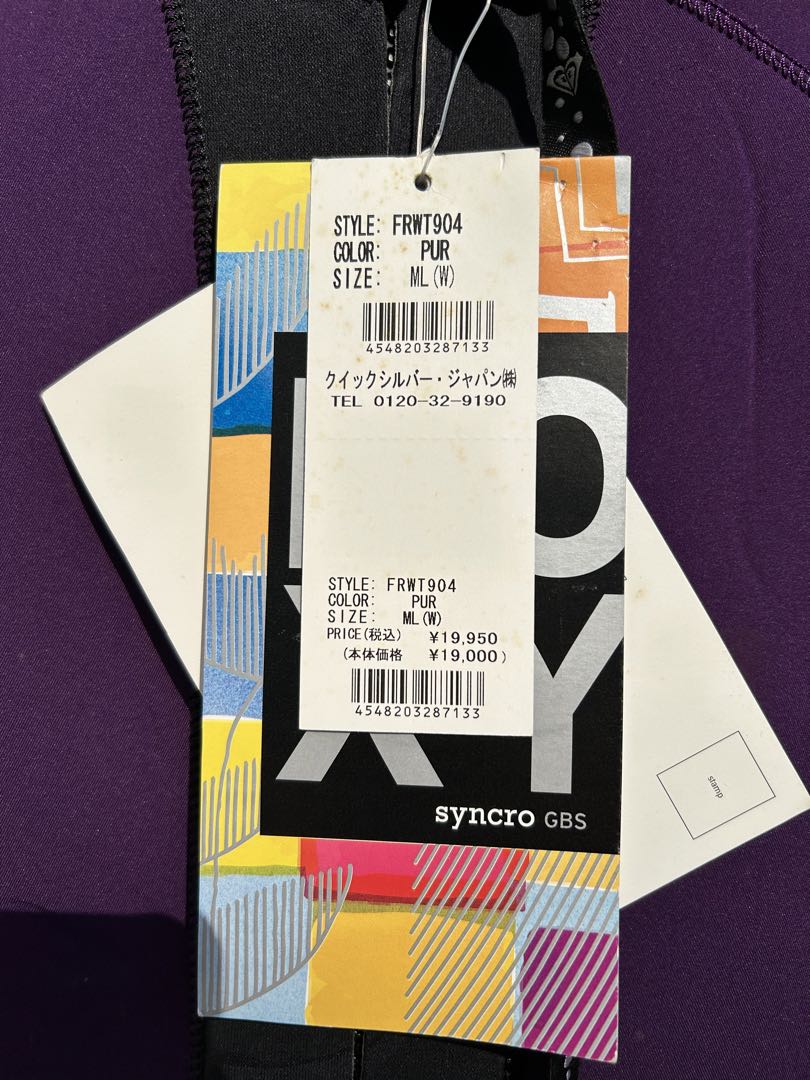 STYLE: FRWT904
COLOR: PUR
SIZE: ML(W)
4548203287133
クイックシルバー・ジャパン㈱
TEL 0120-32-9190
STYLE: FRWT904
COLOR: PUR
SIZE: ML(W)
PRICE(税込) ¥19,950
(本体価格 ¥19,000)
4548203287133
O
XY
syncro GBS
stamp